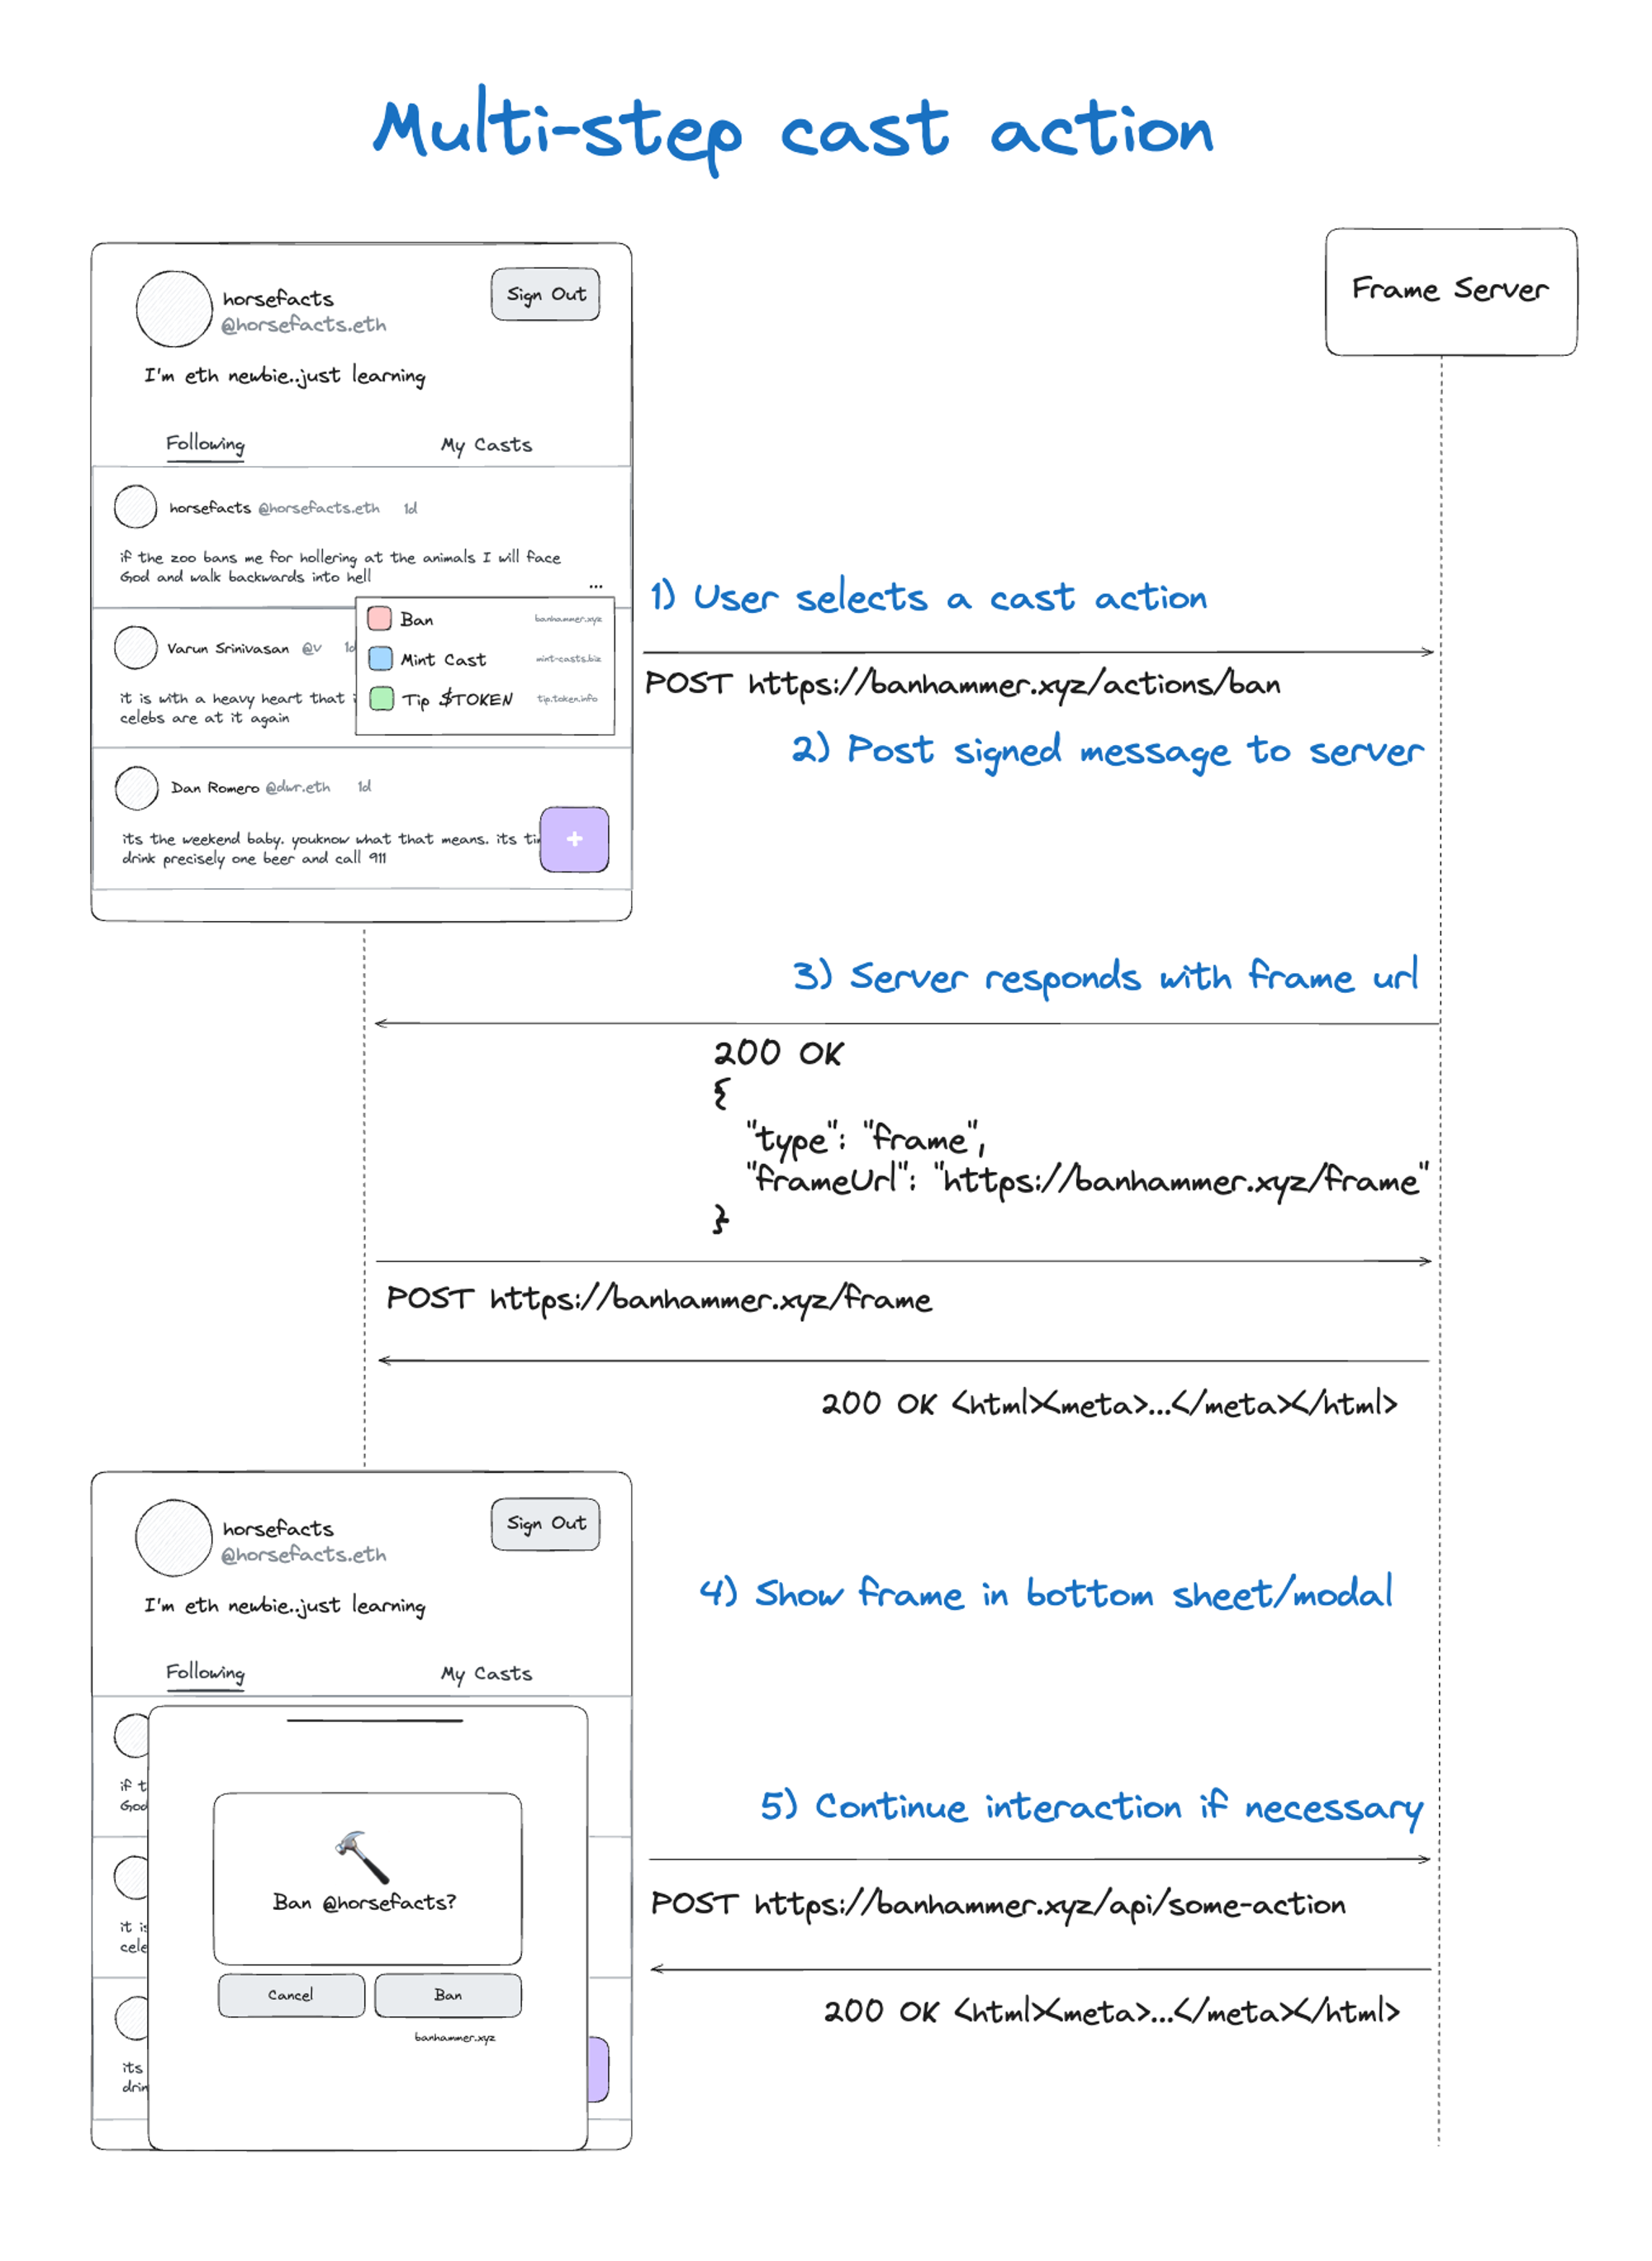 Multi-step cast action
Frame Server
horsefacts
@horsefacts.eth
Sign Out
I'm eth newbie..just learning
Following
My Casts
horsefacts @horsefacts.eth 1d
if the zoo bans me for hollering at the animals I will face
God and walk backwards into hell
...
Ban banhammer.xyz
Mint Cast mint-casts.biz
Tip $TOKEN tip.token.info
Varun Srinivasan @v 1d
it is with a heavy heart that i
celebs are at it again
Dan Romero @dwr.eth 1d
its the weekend baby. youknow what that means. its ti
drink precisely one beer and call 911
+
1) User selects a cast action
POST https://banhammer.xyz/actions/ban
2) Post signed message to server
3) Server responds with frame url
200 OK
{
"type": "frame",
"frameUrl": "https://banhammer.xyz/frame"
}
POST https://banhammer.xyz/frame
200 OK <html><meta>...</meta></html>
horsefacts
@horsefacts.eth
Sign Out
I'm eth newbie..just learning
Following
My Casts
if t
God
it is
cele
its
drin
Ban @horsefacts?
Cancel
Ban
banhammer.xyz
4) Show frame in bottom sheet/modal
5) Continue interaction if necessary
POST https://banhammer.xyz/api/some-action
200 OK <html><meta>...</meta></html>